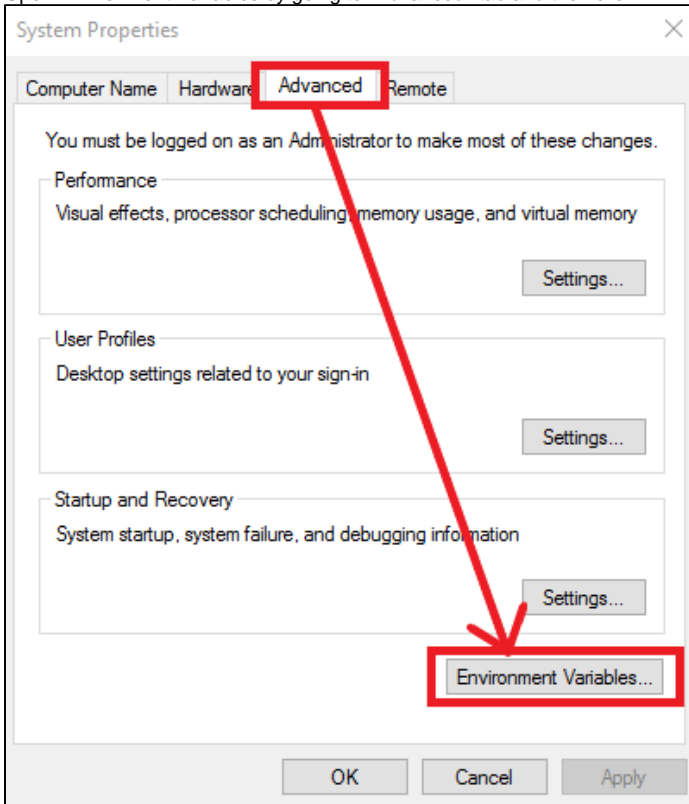 System Properties
Computer Name Hardware Advanced Remote
You must be logged on as an Administrator to make most of these changes.
Performance
Visual effects, processor scheduling, memory usage, and virtual memory
Settings...
User Profiles
Desktop settings related to your sign-in
Settings...
Startup and Recovery
System startup, system failure, and debugging information
Settings...
Environment Variables...
OK Cancel Apply